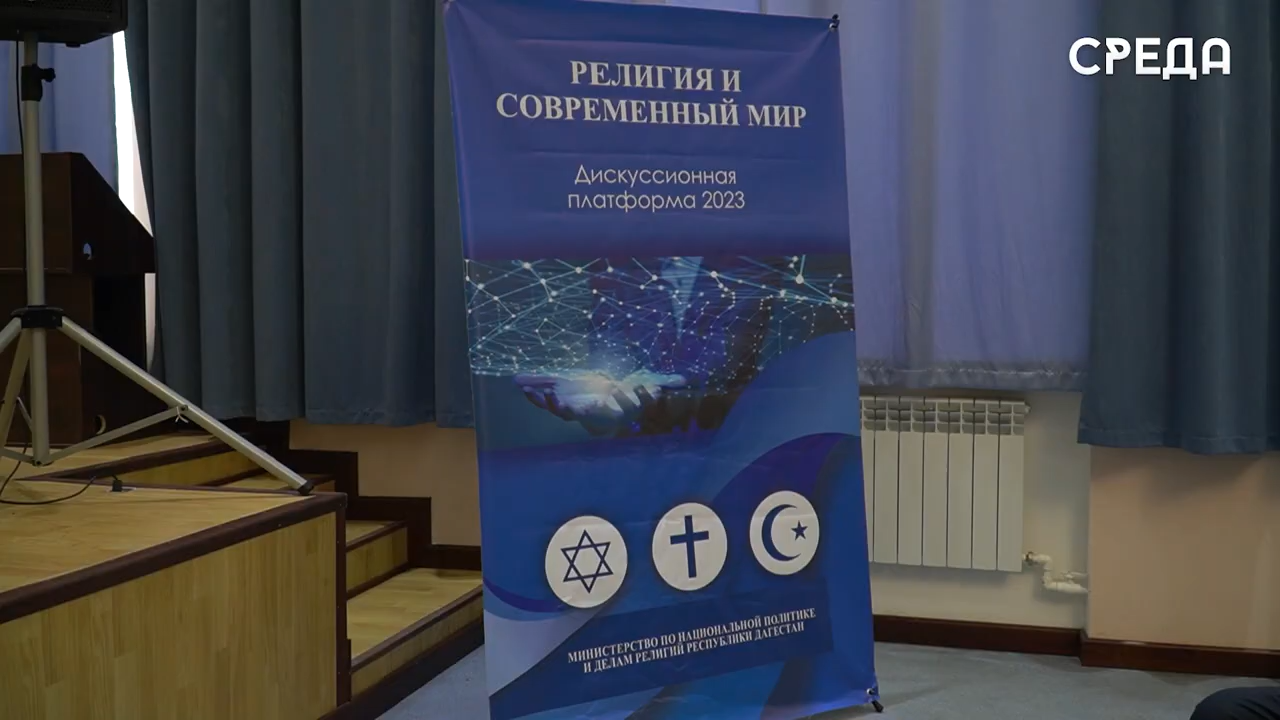 СРЕДА
РЕЛИГИЯ И
СОВРЕМЕННЫЙ МИР
Дискуссионная
платформа 2023
МИНИСТЕРСТВО ПО НАЦИОНАЛЬНОЙ ПОЛИТИКЕ
И ДЕЛАМ РЕЛИГИЙ РЕСПУБЛИКИ ДАГЕСТАН